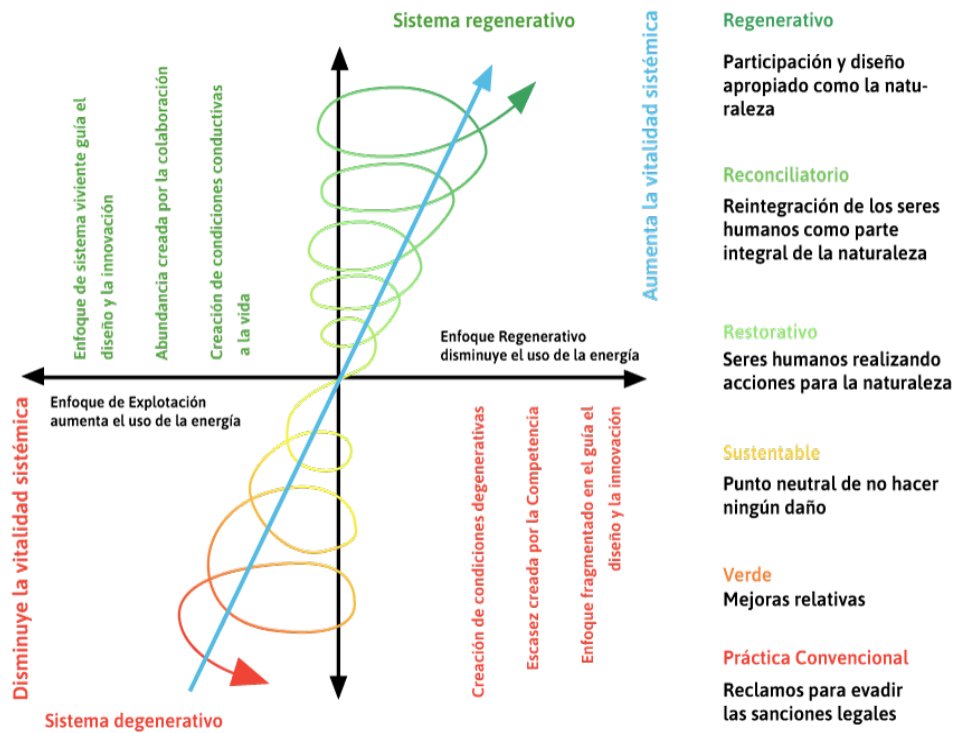 Sistema regenerativo
Enfoque de sistema viviente guía el
diseño y la innovación
Abundancia creada por la colaboración
Creación de condiciones conductivas
a la vida
Aumenta la vitalidad sistémica
Enfoque Regenerativo
disminuye el uso de la energía
Enfoque de Explotación
aumenta el uso de la energía
Disminuye la vitalidad sistémica
Creación de condiciones degenerativas
Escasez creada por la Competencia
Enfoque fragmentado en el guía el
diseño y la innovación
Sistema degenerativo
Regenerativo
Participación y diseño
apropiado como la natu-
raleza
Reconciliatorio
Reintegración de los seres
humanos como parte
integral de la naturaleza
Restorativo
Seres humanos realizando
acciones para la naturaleza
Sustentable
Punto neutral de no hacer
ningún daño
Verde
Mejoras relativas
Práctica Convencional
Reclamos para evadir
las sanciones legales